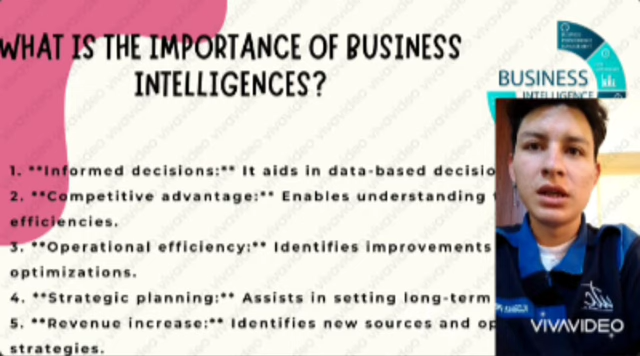 WHAT IS THE IMPORTANCE OF BUSINESS
INTELLIGENCES?
BUSINESS
INTELLIGENCE
1. **Informed decisions:** It aids in data-based decisio
2. **Competitive advantage:** Enables understanding
efficiencies.
3. **Operational efficiency:** Identifies improvements
optimizations.
4. **Strategic planning:** Assists in setting long-term
5. **Revenue increase:** Identifies new sources and op
strategies.
utc
VIVAVIDEO